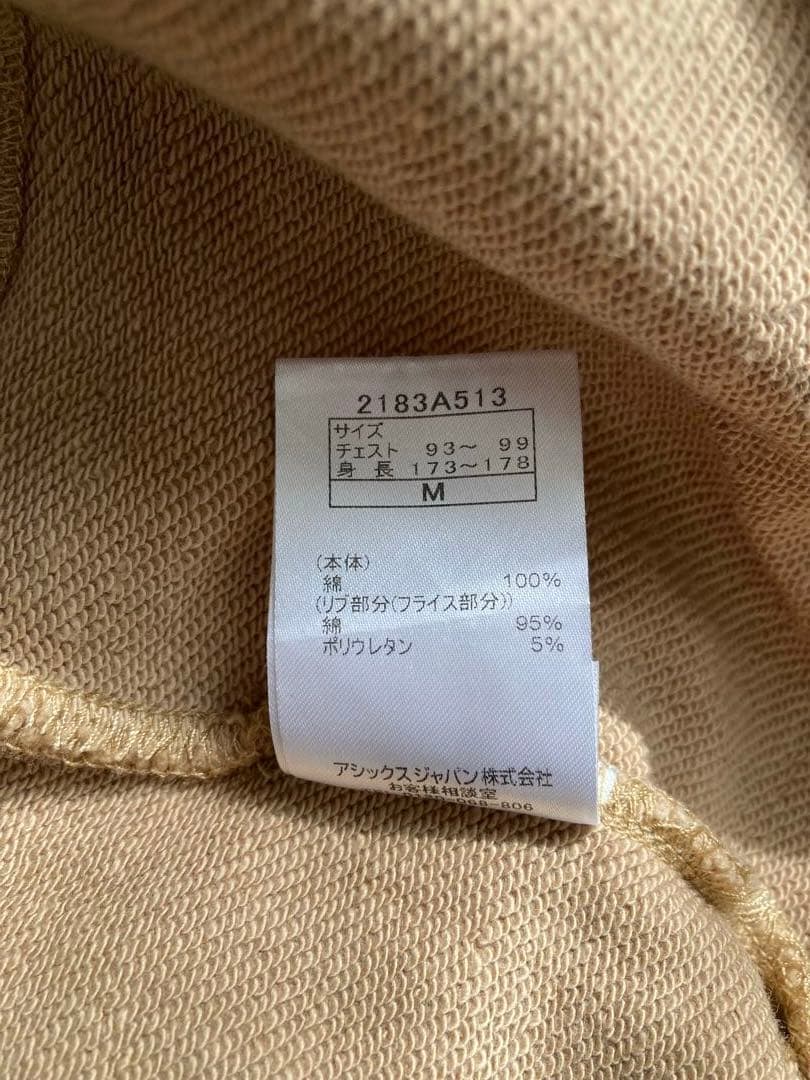 2183A513
サイズ
チェスト 93～ 99
身 長 173～178
M
(本体)
綿 100%
(リブ部分(フライス部分))
綿 95%
ポリウレタン 5%
アシックスジャパン株式会社
お客様相談室
-068-806